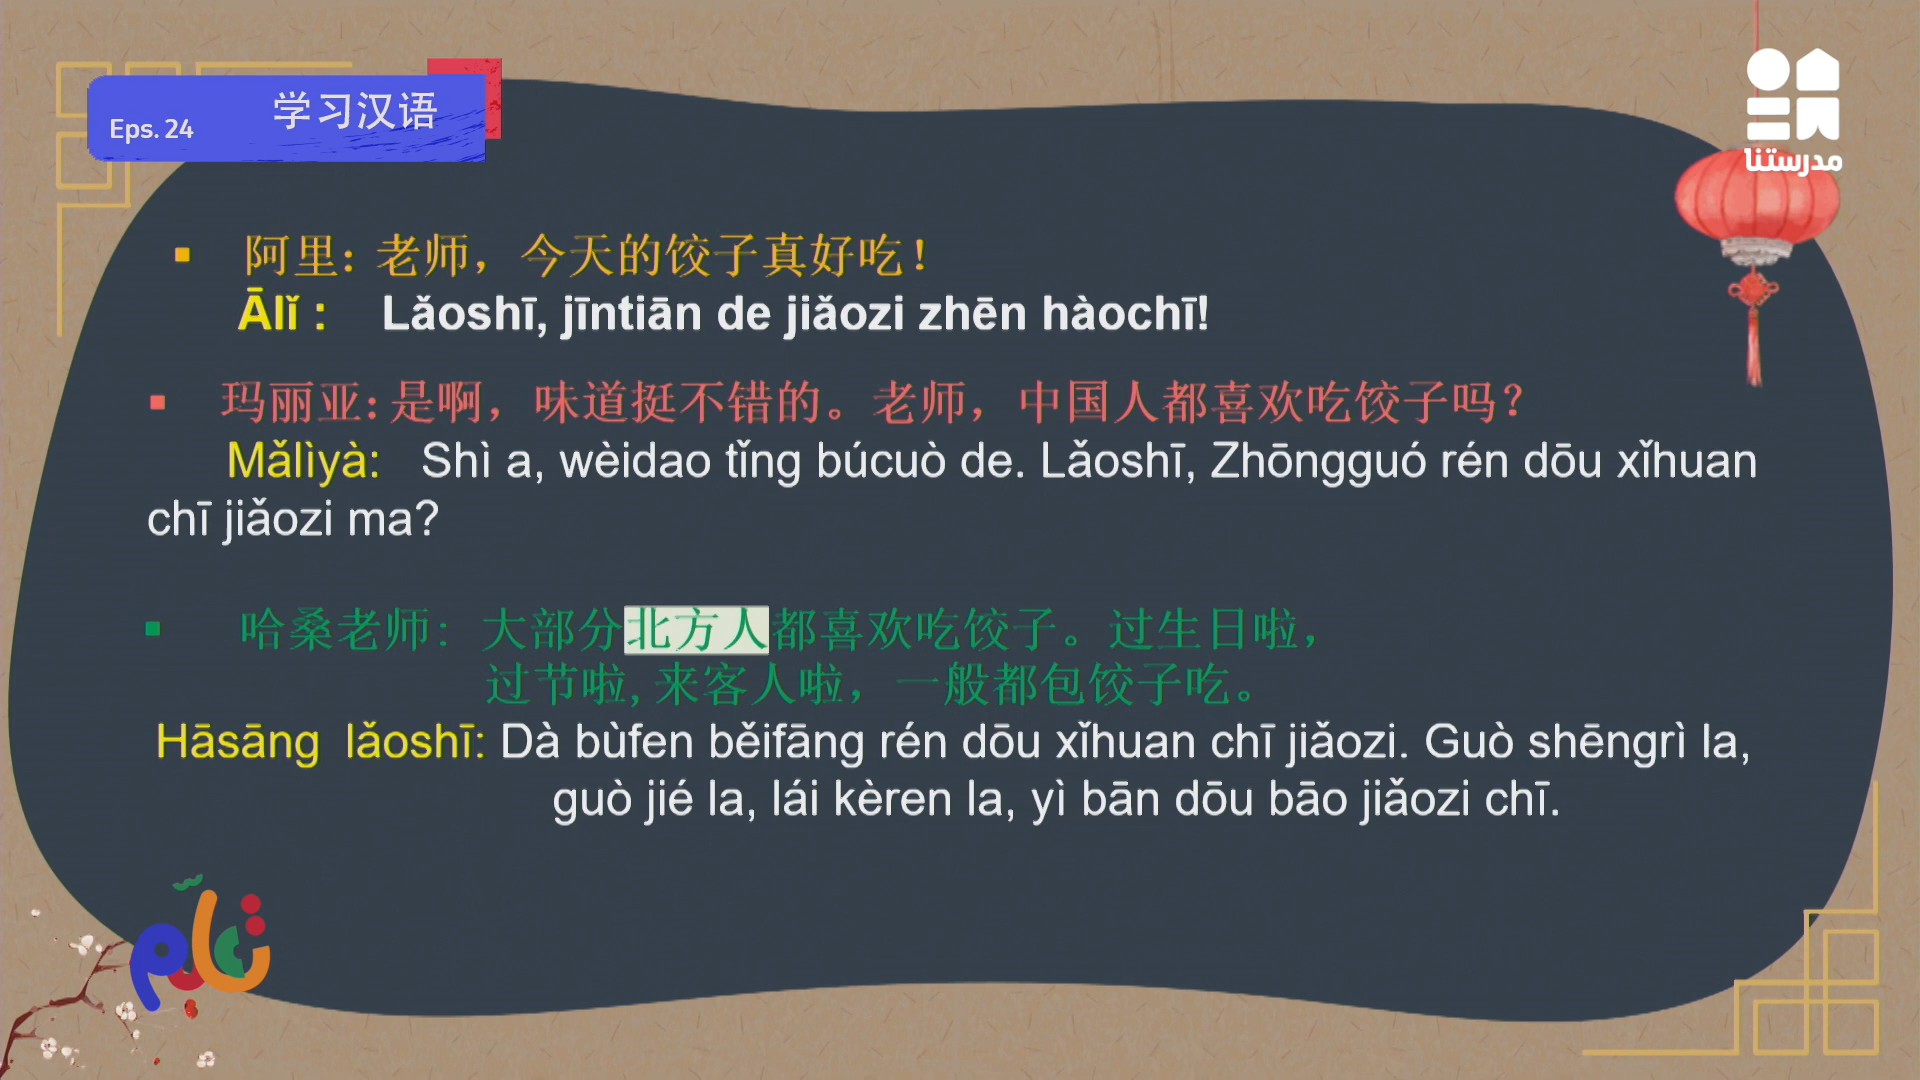 学习汉语
Eps. 24
مدرستنا
▪ 阿里: 老师，今天的饺子真好吃！
Ālǐ : Lǎoshī, jīntiān de jiǎozi zhēn hàochī!
▪ 玛丽亚: 是啊，味道挺不错的。老师，中国人都喜欢吃饺子吗？
Mǎlìyà: Shì a, wèidao tǐng búcuò de. Lǎoshī, Zhōngguó rén dōu xǐhuan
chī jiǎozi ma?
▪ 哈桑老师: 大部分北方人都喜欢吃饺子。过生日啦，
过节啦, 来客人啦，一般都包饺子吃。
Hāsāng lǎoshī: Dà bùfen běifāng rén dōu xǐhuan chī jiǎozi. Guò shēngrì la,
guò jié la, lái kèren la, yì bān dōu bāo jiǎozi chī.